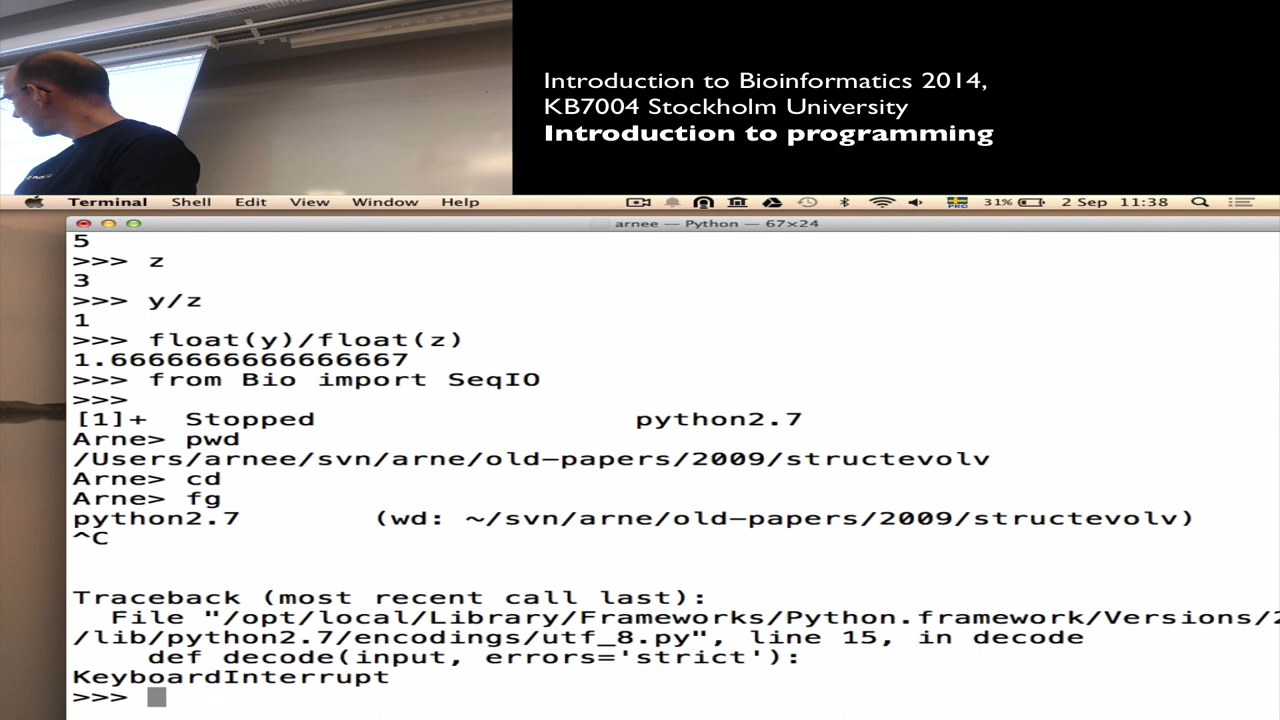 Introduction to Bioinformatics 2014,
KB7004 Stockholm University
Introduction to programming
Terminal Shell Edit View Window Help 31% 2 Sep 11:38
arnee — Python — 67×24
5
>>> z
3
>>> y/z
1
>>> float(y)/float(z)
1.6666666666666667
>>> from Bio import SeqIO
>>>
[1]+  Stopped                 python2.7
Arne> pwd
/Users/arnee/svn/arne/old-papers/2009/structevolv
Arne> cd
Arne> fg
python2.7       (wd: ~/svn/arne/old-papers/2009/structevolv)
^C
Traceback (most recent call last):
  File "/opt/local/Library/Frameworks/Python.framework/Versions/2
/lib/python2.7/encodings/utf_8.py", line 15, in decode
    def decode(input, errors='strict'):
KeyboardInterrupt
>>>